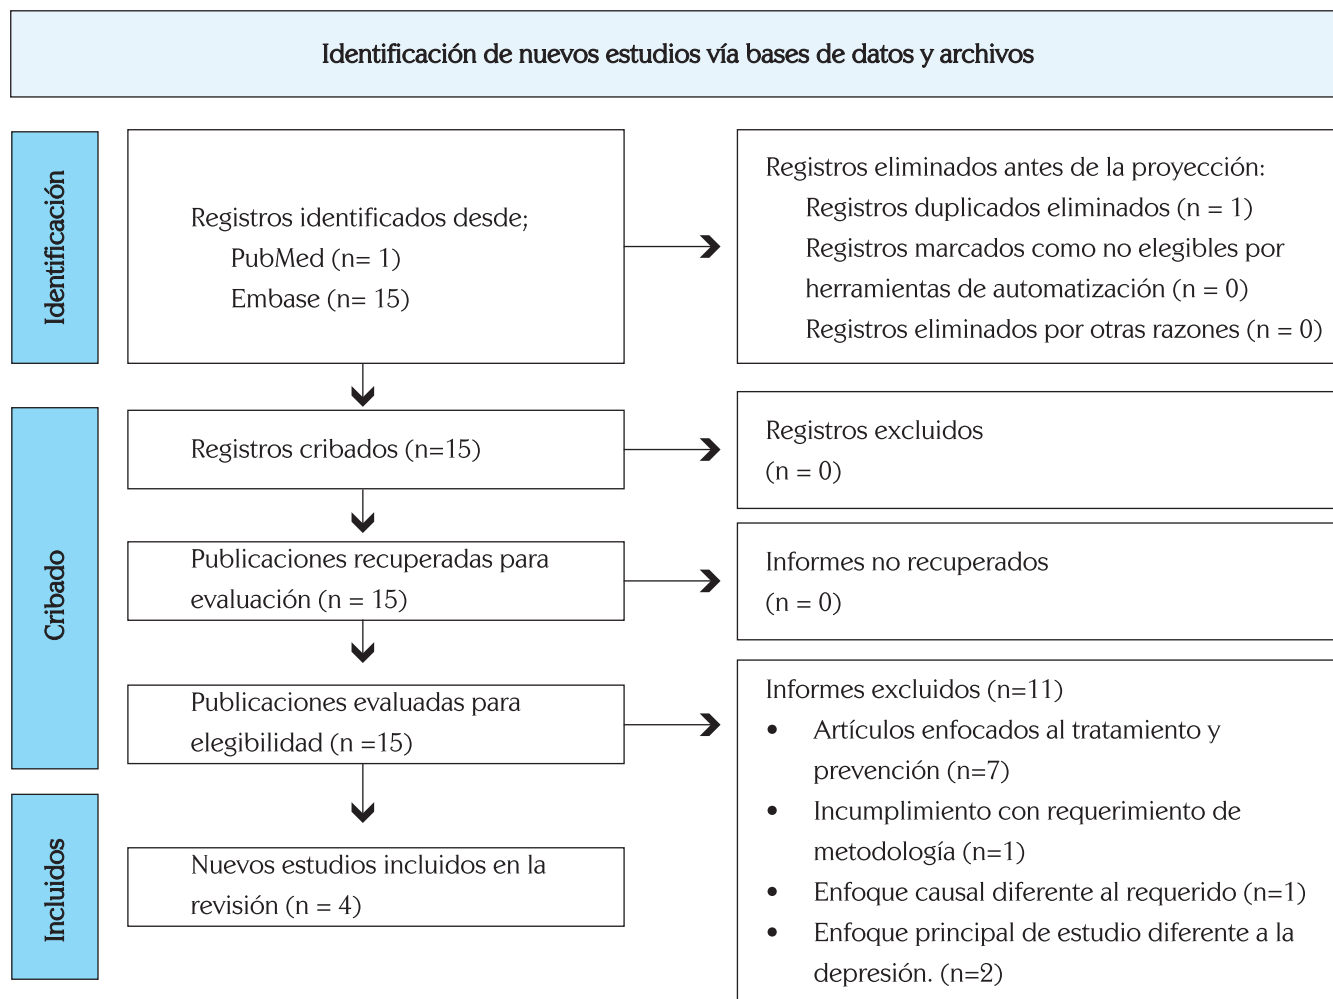 Identificación de nuevos estudios vía bases de datos y archivos
Identificación
Registros identificados desde;
PubMed (n= 1)
Embase (n= 15)
Registros eliminados antes de la proyección:
Registros duplicados eliminados (n = 1)
Registros marcados como no elegibles por
herramientas de automatización (n = 0)
Registros eliminados por otras razones (n = 0)
Cribado
Registros cribados (n=15)
Registros excluidos
(n = 0)
Publicaciones recuperadas para
evaluación (n = 15)
Informes no recuperados
(n = 0)
Publicaciones evaluadas para
elegibilidad (n =15)
Informes excluidos (n=11)
• Artículos enfocados al tratamiento y
prevención (n=7)
• Incumplimiento con requerimiento de
metodología (n=1)
• Enfoque causal diferente al requerido (n=1)
• Enfoque principal de estudio diferente a la
depresión. (n=2)
Incluidos
Nuevos estudios incluidos en la
revisión (n = 4)